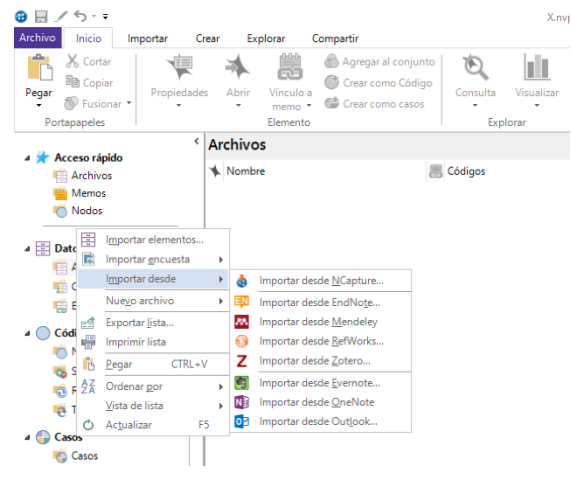 X.nvp
Archivo Inicio Importar Crear Explorar Compartir
Pegar
Cortar
Copiar
Fusionar
Portapapeles
Propiedades
Abrir
Vínculo a
memo
Agregar al conjunto
Crear como Código
Crear como casos
Elemento
Consulta
Visualizar
Explorar
Acceso rápido
Archivos
Memos
Nodos
Archivos
Nombre Códigos
Importar elementos...
Importar encuesta
Importar desde
Nuevo archivo
Exportar lista...
Imprimir lista
Pegar CTRL+V
Ordenar por
Vista de lista
Actualizar F5
Importar desde NCapture...
Importar desde EndNote...
Importar desde Mendeley
Importar desde RefWorks...
Importar desde Zotero...
Importar desde Evernote...
Importar desde OneNote
Importar desde Outlook...
Casos
Casos